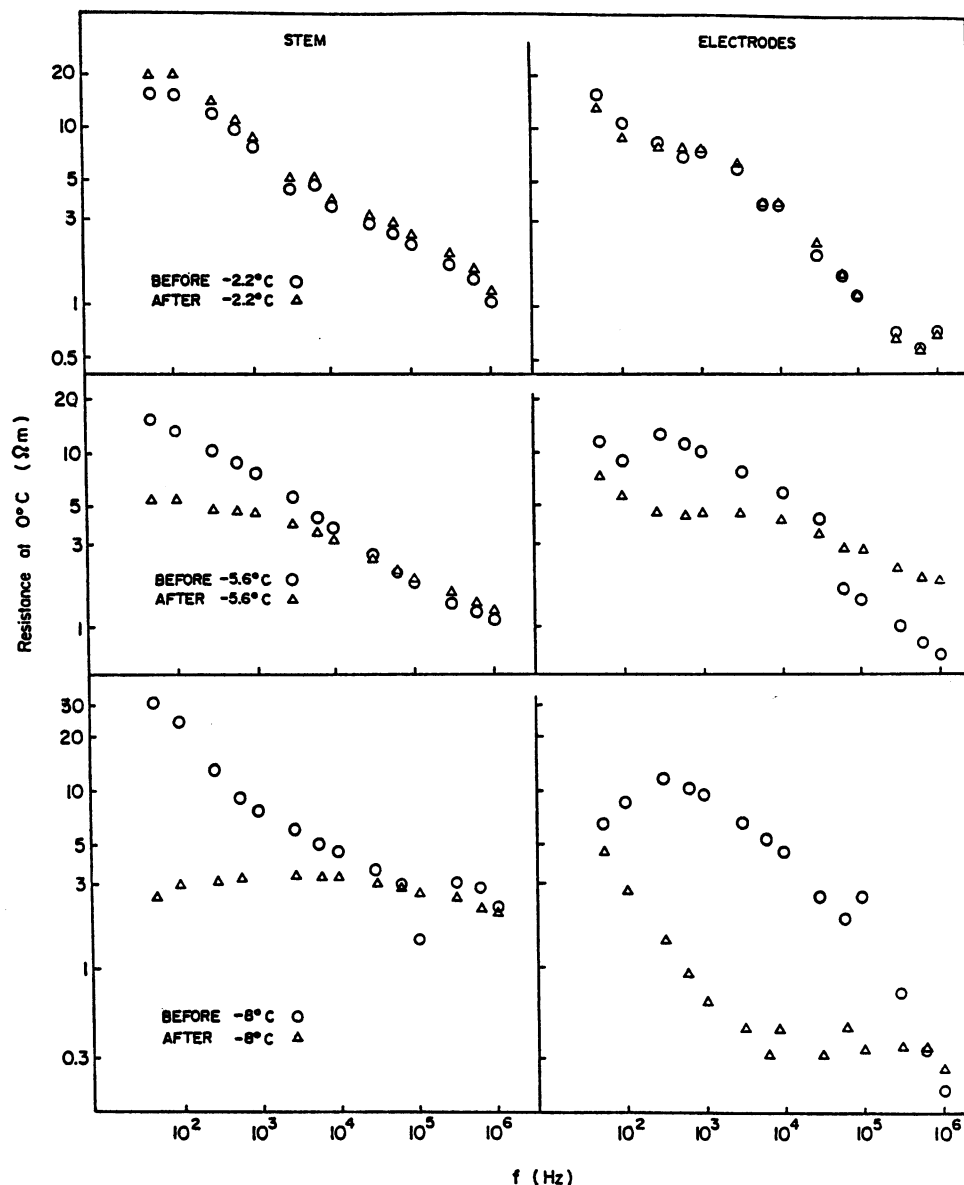 STEM
ELECTRODES
20
10
5
3
1
0.5
BEFORE -2.2°C
AFTER -2.2°C
20
10
5
3
1
BEFORE -5.6°C
AFTER -5.6°C
30
20
10
5
3
1
0.3
BEFORE -8°C
AFTER -8°C
Resistance at 0°C (Ωm)
10² 10³ 10⁴ 10⁵ 10⁶
10² 10³ 10⁴ 10⁵ 10⁶
f (Hz)